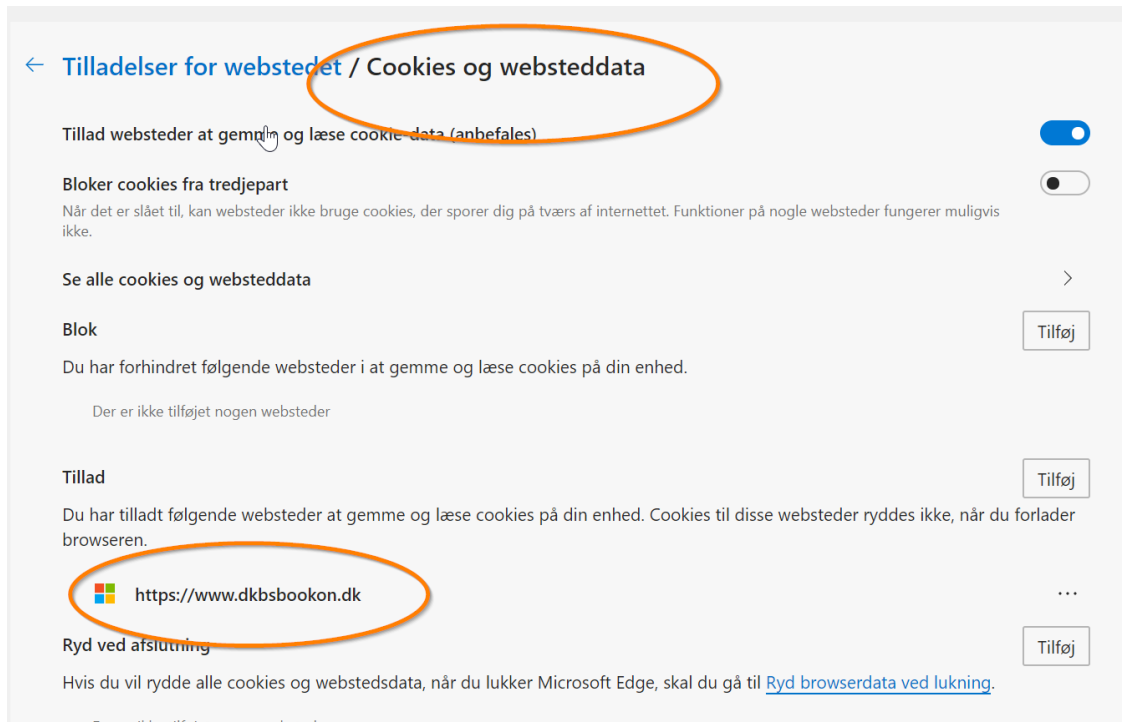 Tilladelser for webstedet / Cookies og websteddata
Tillad websteder at gemme og læse cookie-data (anbefales)
Bloker cookies fra tredjepart
Når det er slået til, kan websteder ikke bruge cookies, der sporer dig på tværs af internettet. Funktioner på nogle websteder fungerer muligvis
ikke.
Se alle cookies og websteddata
Blok
Tilføj
Du har forhindret følgende websteder i at gemme og læse cookies på din enhed.
Der er ikke tilføjet nogen websteder
Tillad
Tilføj
Du har tilladt følgende websteder at gemme og læse cookies på din enhed. Cookies til disse websteder ryddes ikke, når du forlader
browseren.
https://www.dkbsbookon.dk
Ryd ved afslutning
Tilføj
Hvis du vil rydde alle cookies og webstedsdata, når du lukker Microsoft Edge, skal du gå til Ryd browserdata ved lukning.